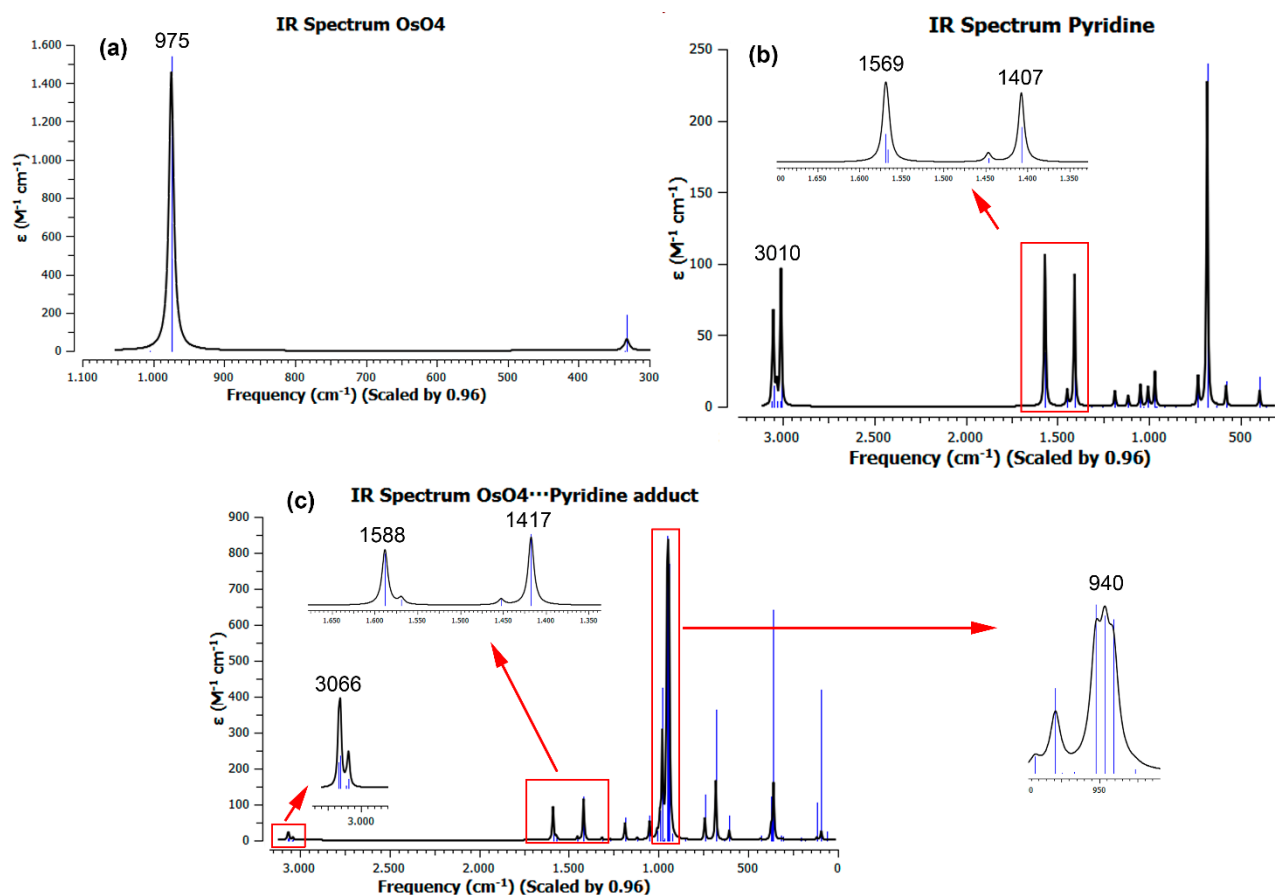 IR Spectrum OsO4
(a)
975
1.600
1.400
1.200
1.000
800
600
400
200
0
ε (M⁻¹ cm⁻¹)
1.100 1.000 900 800 700 600 500 400 300
Frequency (cm⁻¹) (Scaled by 0.96)
IR Spectrum Pyridine
(b)
250
200
150
100
50
0
ε (M⁻¹ cm⁻¹)
1569
1407
00 1.650 1.600 1.550 1.500 1.450 1.400 1.350
3010
3.000 2.500 2.000 1.500 1.000 500
Frequency (cm⁻¹) (Scaled by 0.96)
IR Spectrum OsO4···Pyridine adduct
(c)
900
800
700
600
500
400
300
200
100
0
ε (M⁻¹ cm⁻¹)
1588
1417
1.650 1.600 1.550 1.500 1.450 1.400 1.350
3066
3.000
940
0 950
3.000 2.500 2.000 1.500 1.000 500 0
Frequency (cm⁻¹) (Scaled by 0.96)